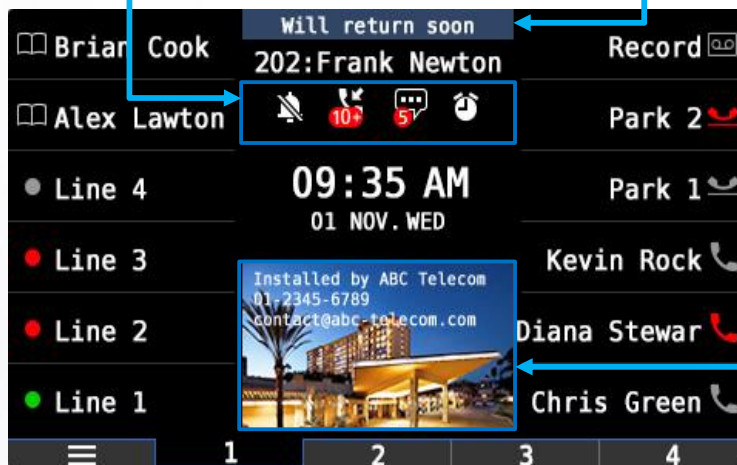 Will return soon
202:Frank Newton
10+
5
09:35 AM
01 NOV.WED
Installed by ABC Telecom
01-2345-6789
contact@abc-telecom.com
Brian Cook
Alex Lawton
Line 4
Line 3
Line 2
Line 1
Record
Park 2
Park 1
Kevin Rock
Diana Stewar
Chris Green
1
2
3
4